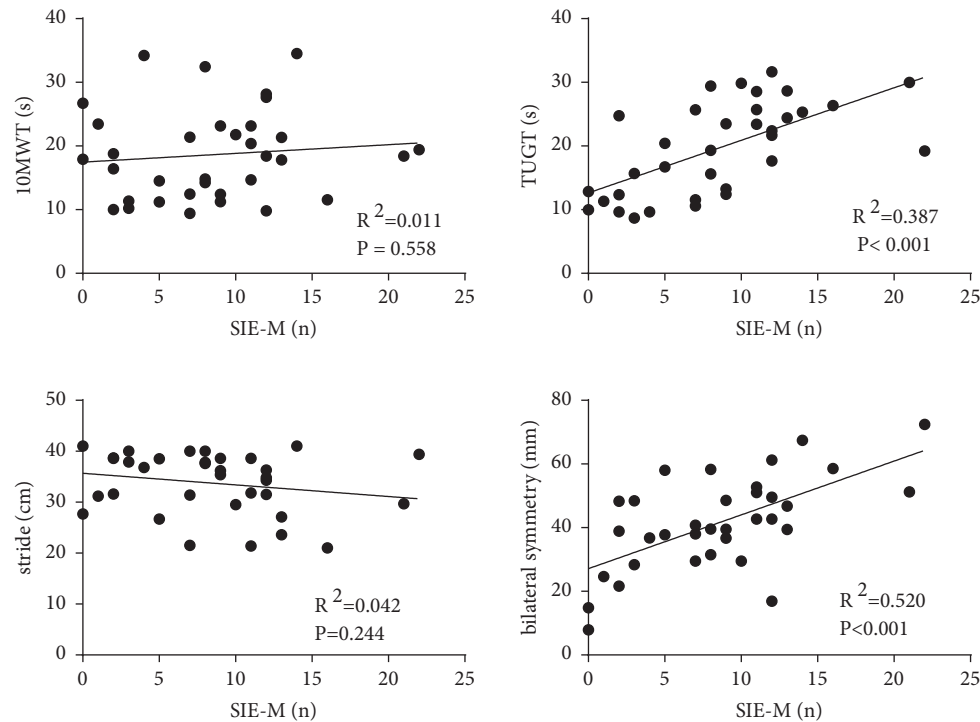 40
30
20
10
0
10MWT (s)
R 2=0.011
P = 0.558
0 5 10 15 20 25
SIE-M (n)
40
30
20
10
0
TUGT (s)
R 2=0.387
P< 0.001
0 5 10 15 20 25
SIE-M (n)
50
40
30
20
10
0
stride (cm)
R 2=0.042
P=0.244
0 5 10 15 20 25
SIE-M (n)
80
60
40
20
0
bilateral symmetry (mm)
R 2=0.520
P<0.001
0 5 10 15 20 25
SIE-M (n)